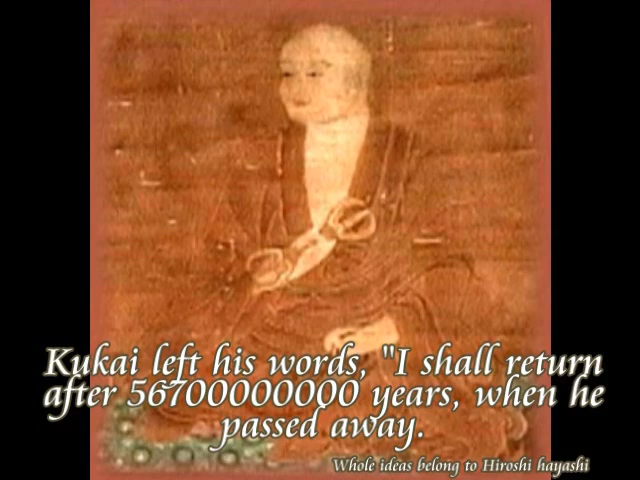 Kukai left his words, "I shall return
after 56700000000 years, when he
passed away.
Whole ideas belong to Hiroshi hayashi